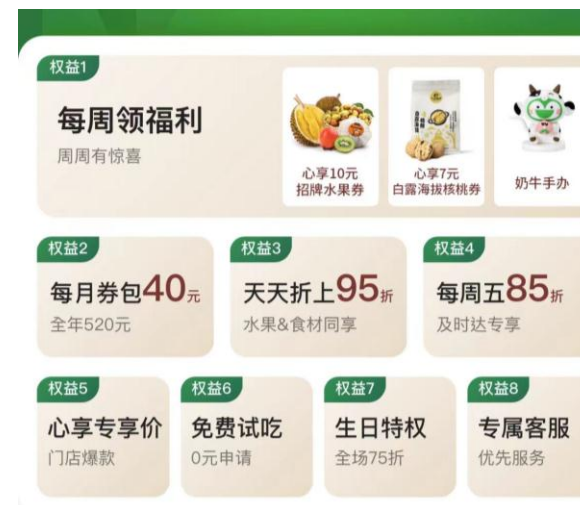 权益1
每周领福利
周周有惊喜
心享10元
招牌水果券
心享7元
白露海拔核桃券
奶牛手办
权益2
每月券包40元
全年520元
权益3
天天折上95折
水果&食材同享
权益4
每周五85折
及时达专享
权益5
心享专享价
门店爆款
权益6
免费试吃
0元申请
权益7
生日特权
全场75折
权益8
专属客服
优先服务